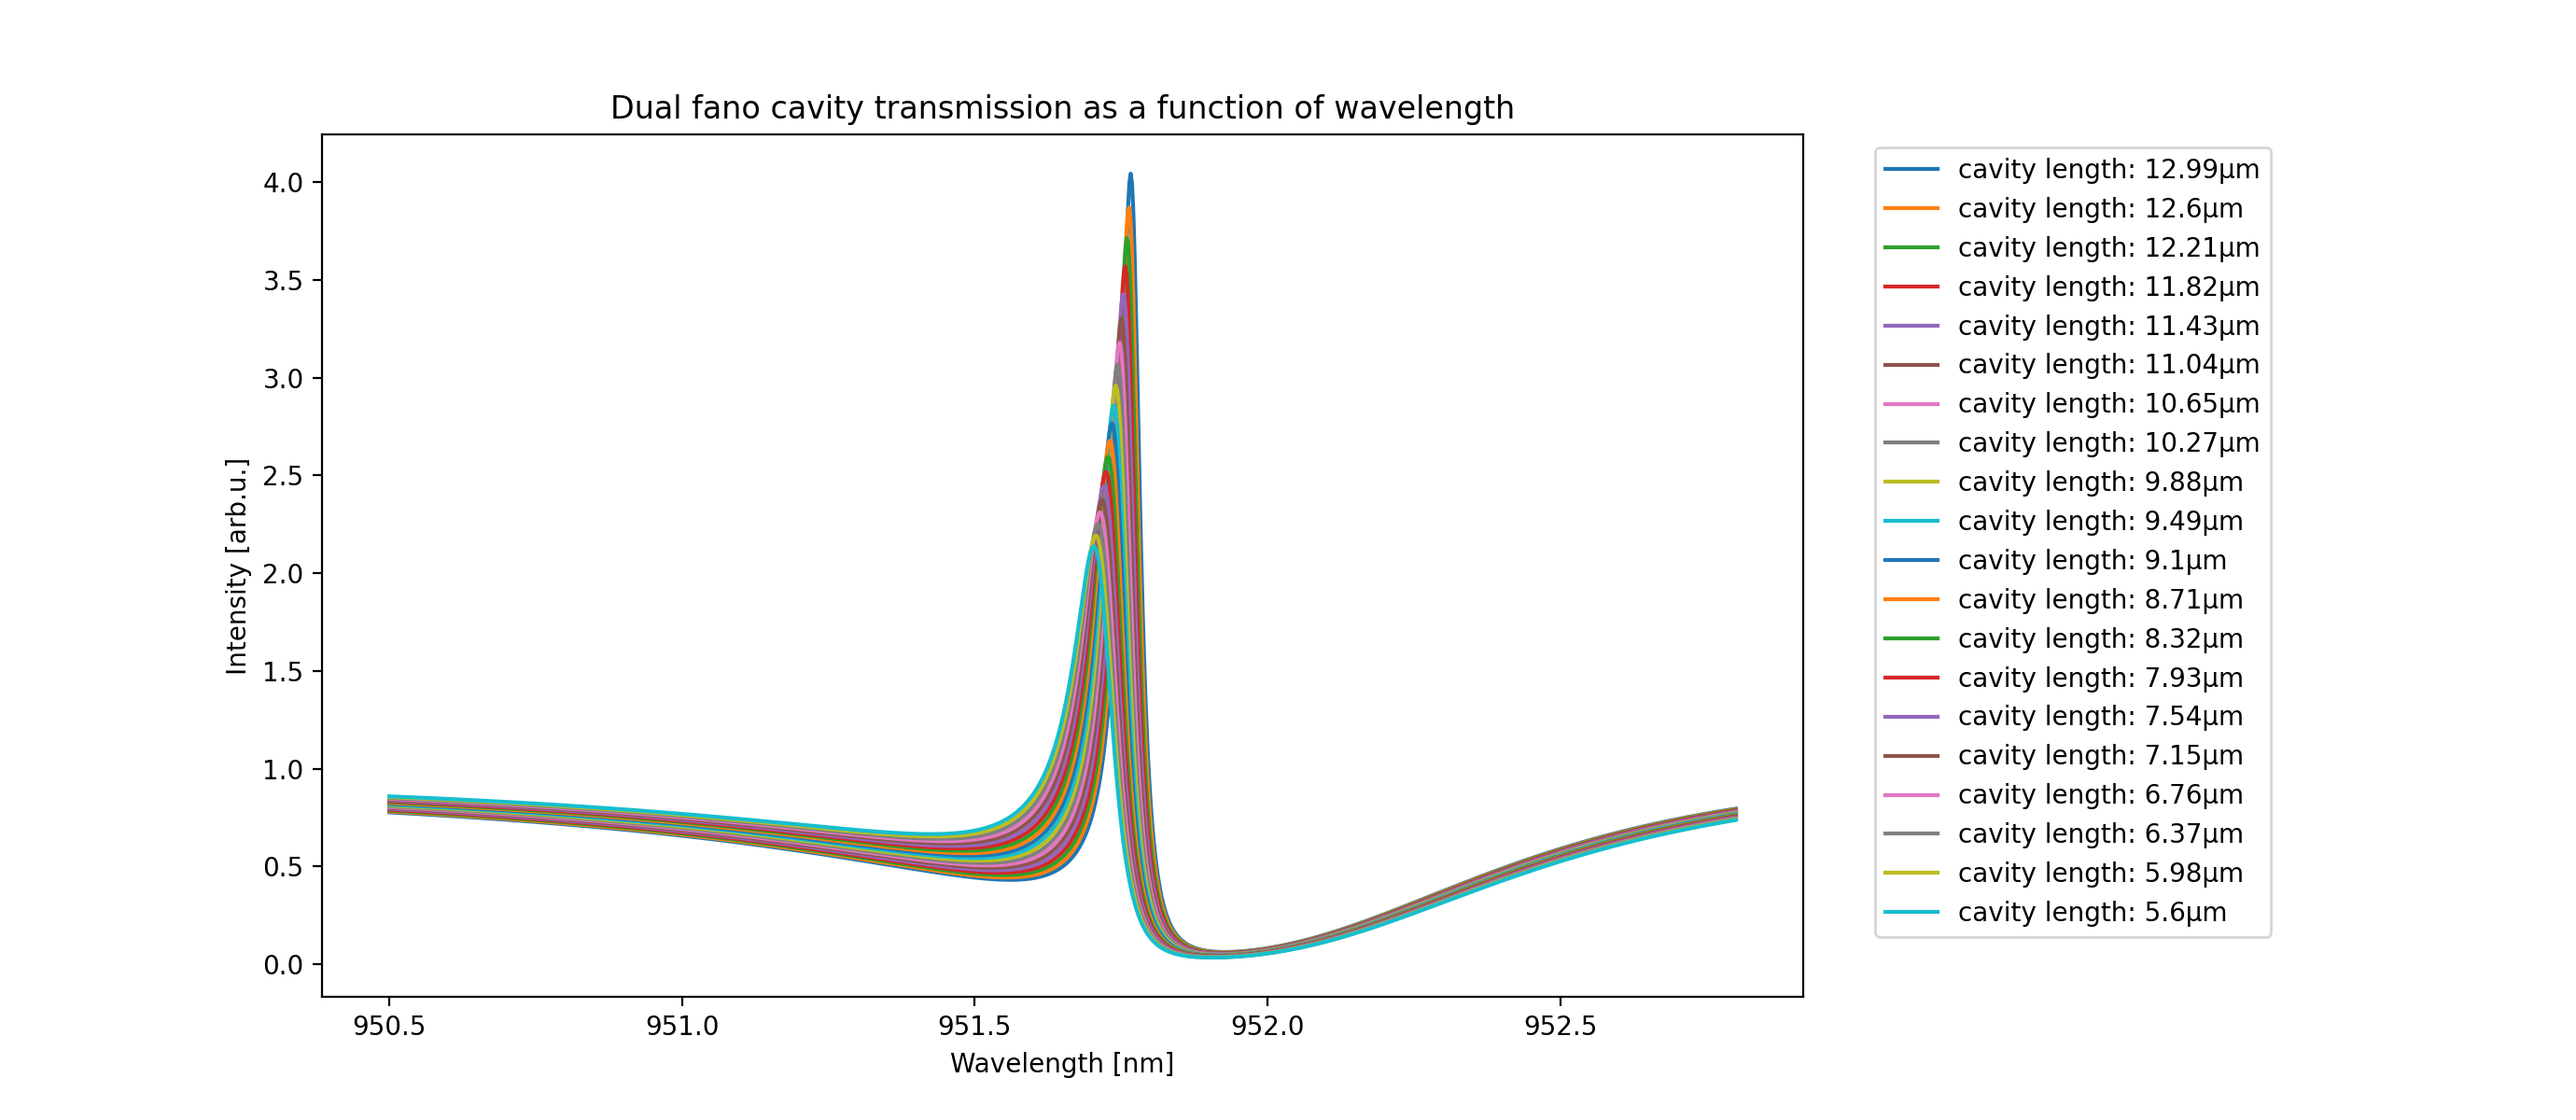 Dual fano cavity transmission as a function of wavelength
4.0
3.5
3.0
2.5
2.0
1.5
1.0
0.5
0.0
Intensity [arb.u.]
950.5 951.0 951.5 952.0 952.5
Wavelength [nm]
cavity length: 12.99μm
cavity length: 12.6μm
cavity length: 12.21μm
cavity length: 11.82μm
cavity length: 11.43μm
cavity length: 11.04μm
cavity length: 10.65μm
cavity length: 10.27μm
cavity length: 9.88μm
cavity length: 9.49μm
cavity length: 9.1μm
cavity length: 8.71μm
cavity length: 8.32μm
cavity length: 7.93μm
cavity length: 7.54μm
cavity length: 7.15μm
cavity length: 6.76μm
cavity length: 6.37μm
cavity length: 5.98μm
cavity length: 5.6μm